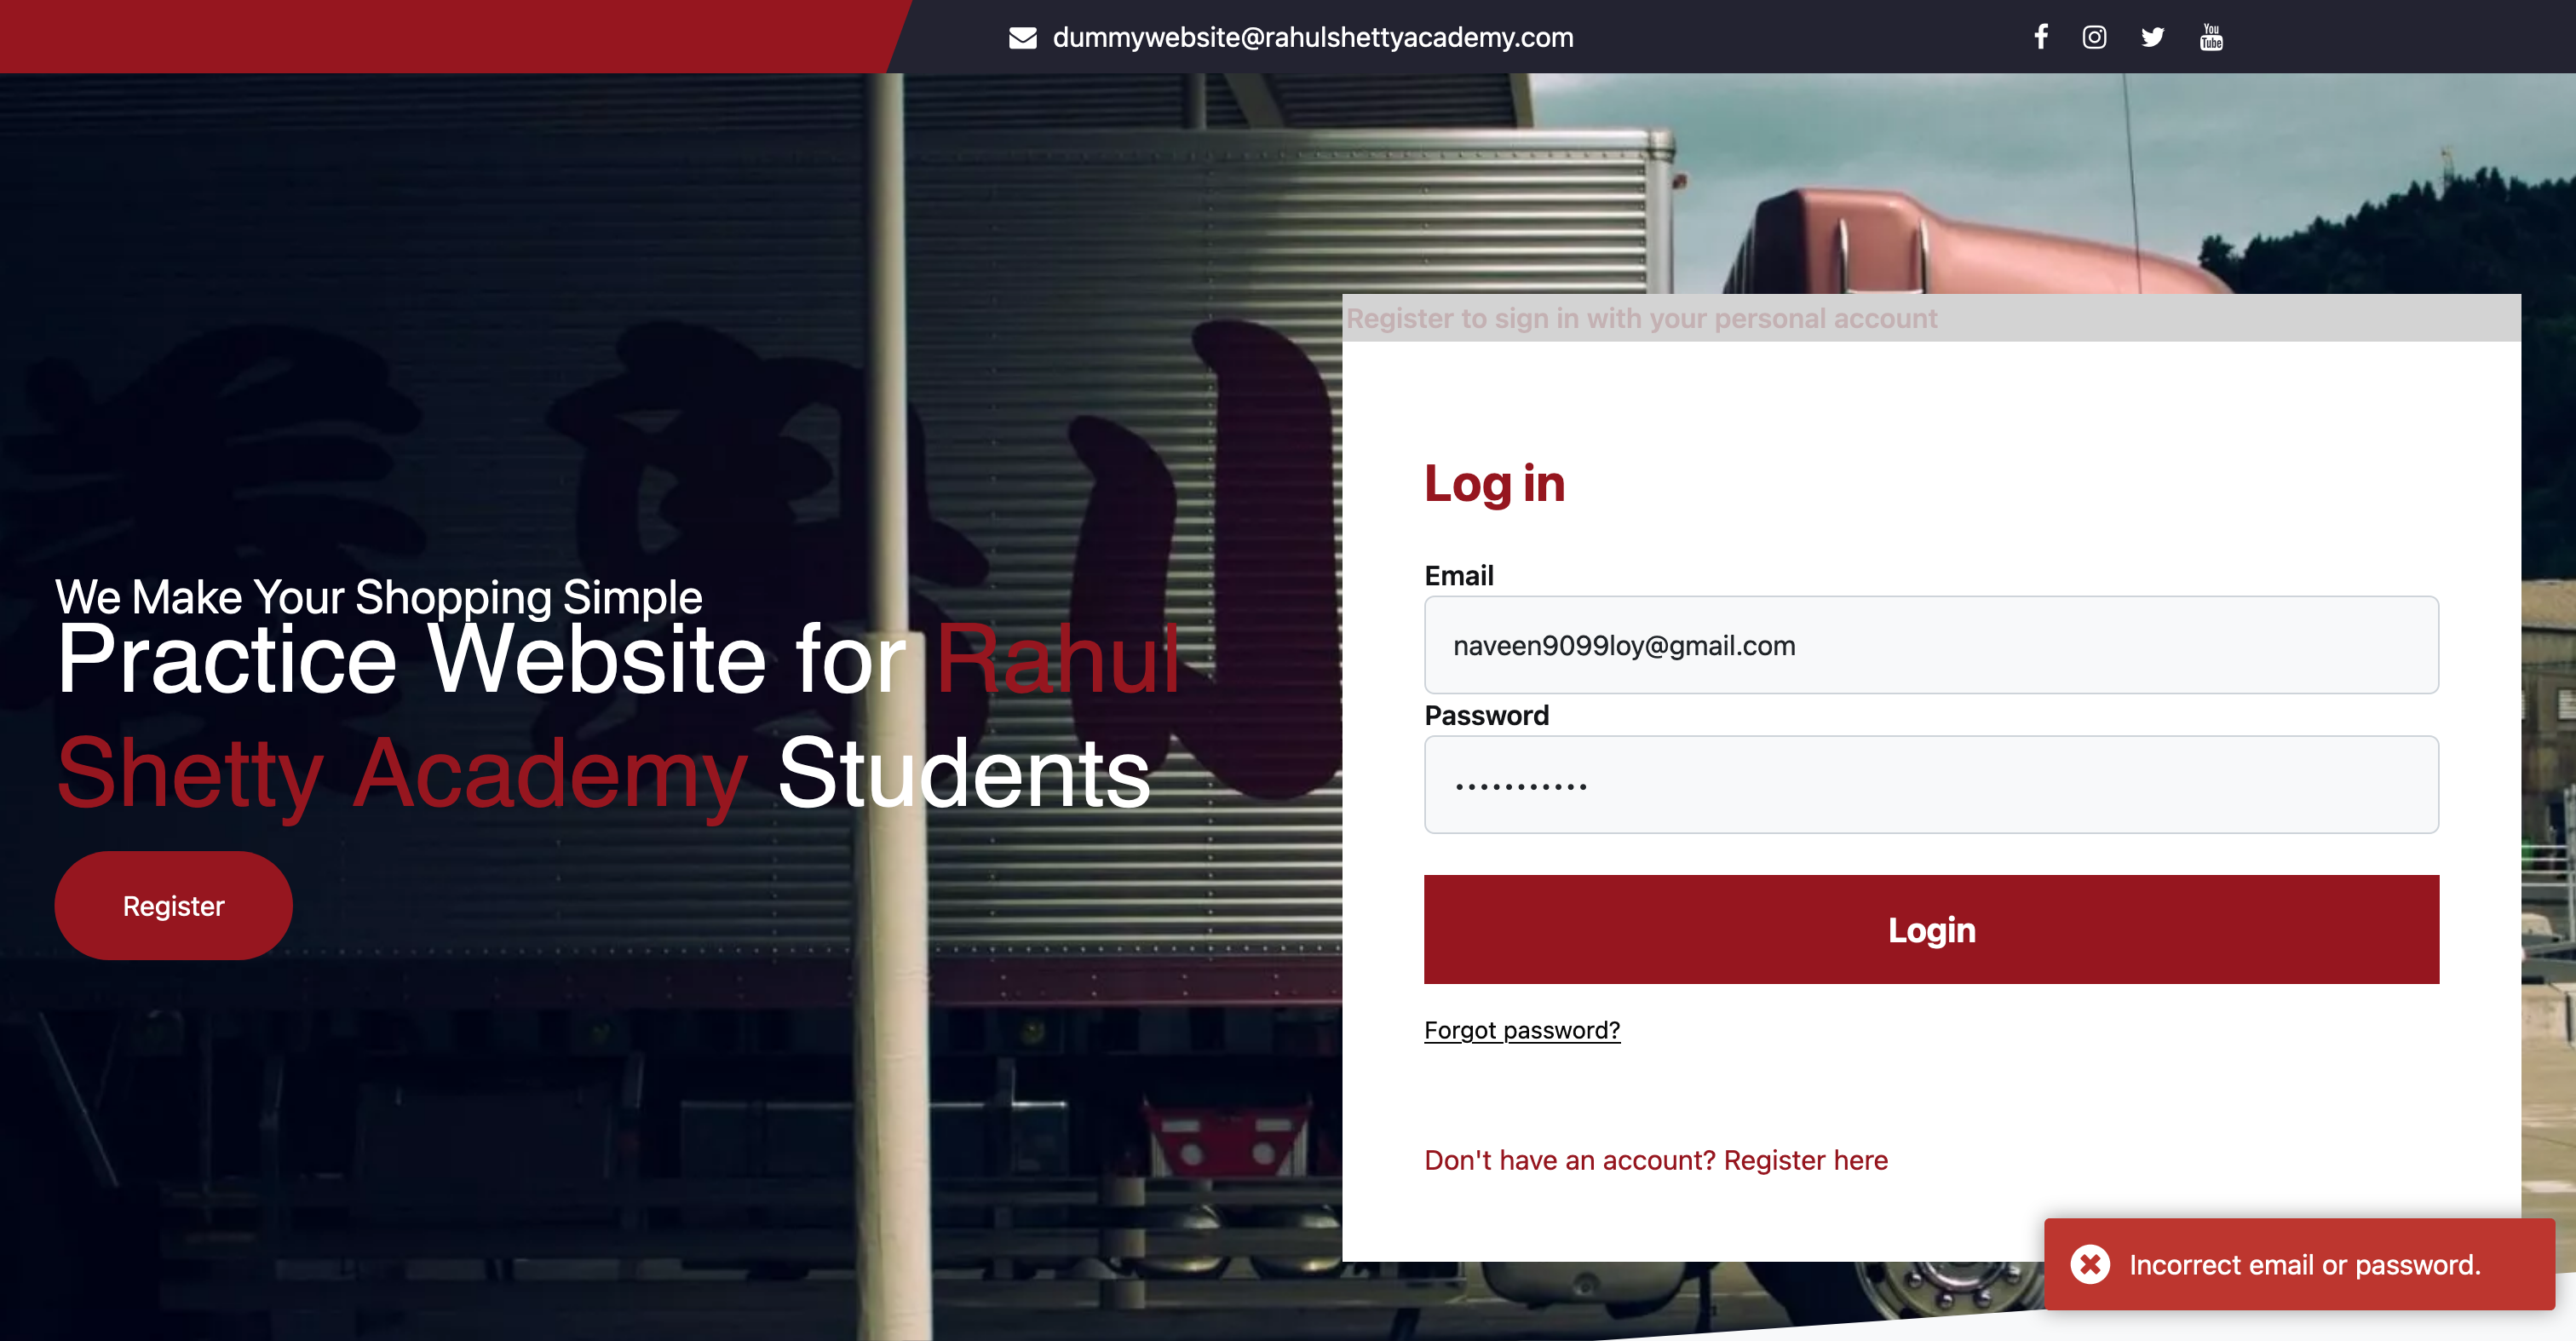 dummywebsite@rahulshettyacademy.com
You
Tube
We Make Your Shopping Simple
Practice Website for Rahul
Shetty Academy Students
Register
Register to sign in with your personal account
Log in
Email
naveen9099loy@gmail.com
Password
•••••••••••
Login
Forgot password?
Don't have an account? Register here
Incorrect email or password.